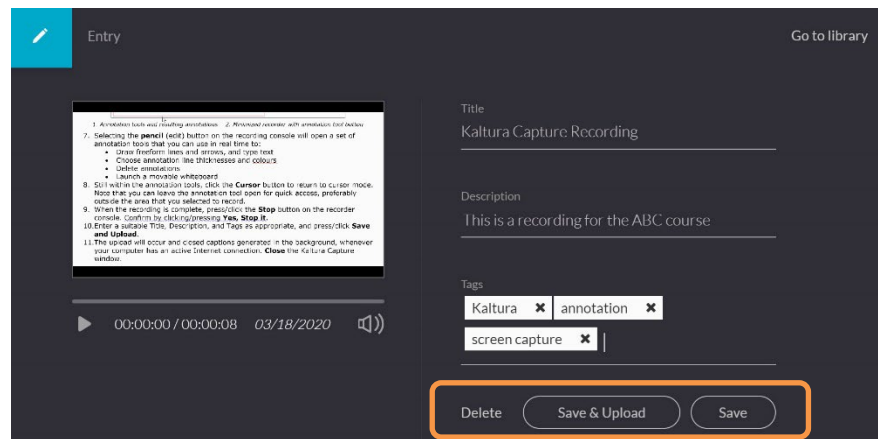 Entry
Go to library
1. Annotation tools and resulting annotations 2. Minimized recorder with annotation tool button
7. Selecting the pencil (edit) button on the recording console will open a set of
annotation tools that you can use in real time to:
• Draw freeform lines and arrows, and type text
• Choose annotation line thicknesses and colours
• Delete annotations
• Launch a movable whiteboard
8. Still within the annotation tools, click the Cursor button to return to cursor mode.
Note that you can leave the annotation tool open for quick access, preferably
outside the area that you selected to record.
9. When the recording is complete, press/click the Stop button on the recorder
console. Confirm by clicking/pressing Yes, Stop it.
10.Enter a suitable Title, Description, and Tags as appropriate, and press/click Save
and Upload.
11.The upload will occur and closed captions generated in the background, whenever
your computer has an active Internet connection. Close the Kaltura Capture
window.
00:00:00 / 00:00:08 03/18/2020
Title
Kaltura Capture Recording
Description
This is a recording for the ABC course
Tags
Kaltura ✖ annotation ✖
screen capture ✖
Delete Save & Upload Save